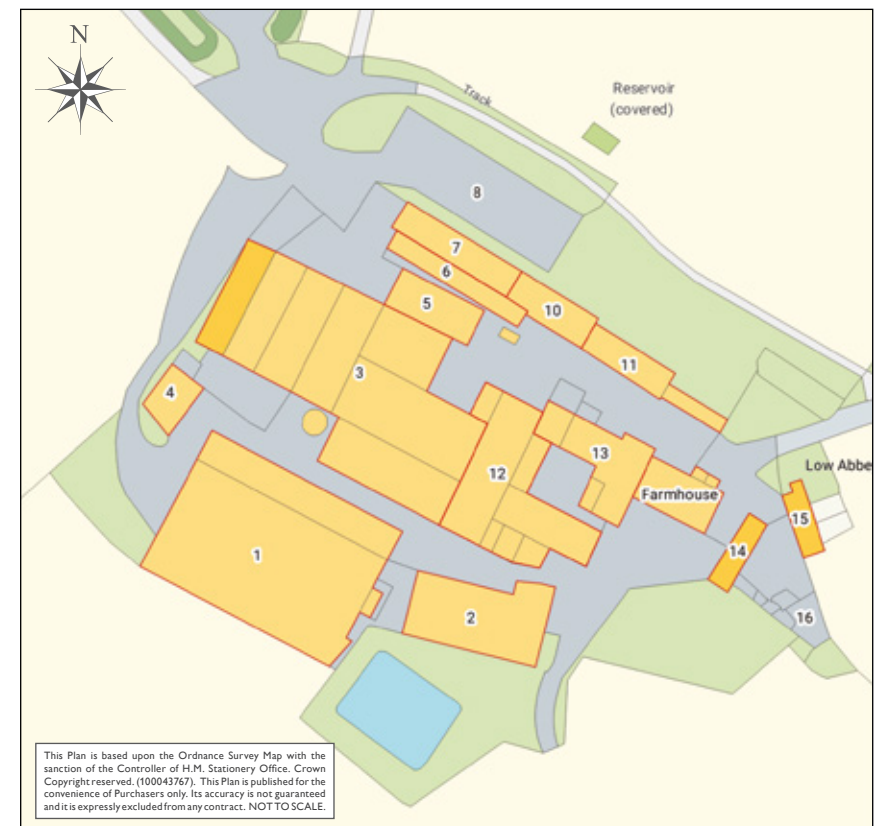 N
Track
Reservoir
(covered)
8
7
6
5
10
11
3
4
13
12
Farmhouse
Low Abbe
15
14
1
2
16
This Plan is based upon the Ordnance Survey Map with the
sanction of the Controller of H.M. Stationery Office. Crown
Copyright reserved. (100043767). This Plan is published for the
convenience of Purchasers only. Its accuracy is not guaranteed
and it is expressly excluded from any contract. NOT TO SCALE.